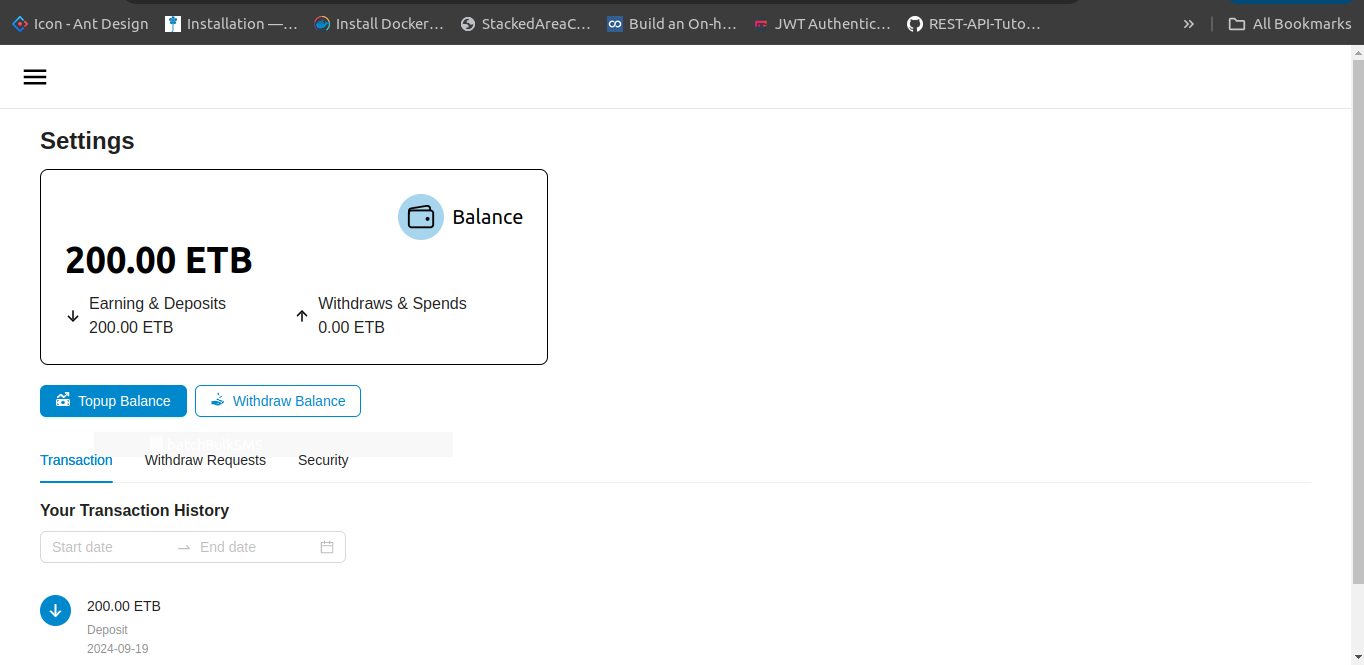 Icon - Ant Design Installation —… Install Docker… StackedAreaC… Build an On-h… JWT Authentic… REST-API-Tuto… » All Bookmarks
Settings
Balance
200.00 ETB
Earning & Deposits Withdraws & Spends
200.00 ETB 0.00 ETB
Topup Balance Withdraw Balance
Transaction Withdraw Requests Security
Your Transaction History
Start date End date
200.00 ETB
Deposit
2024-09-19